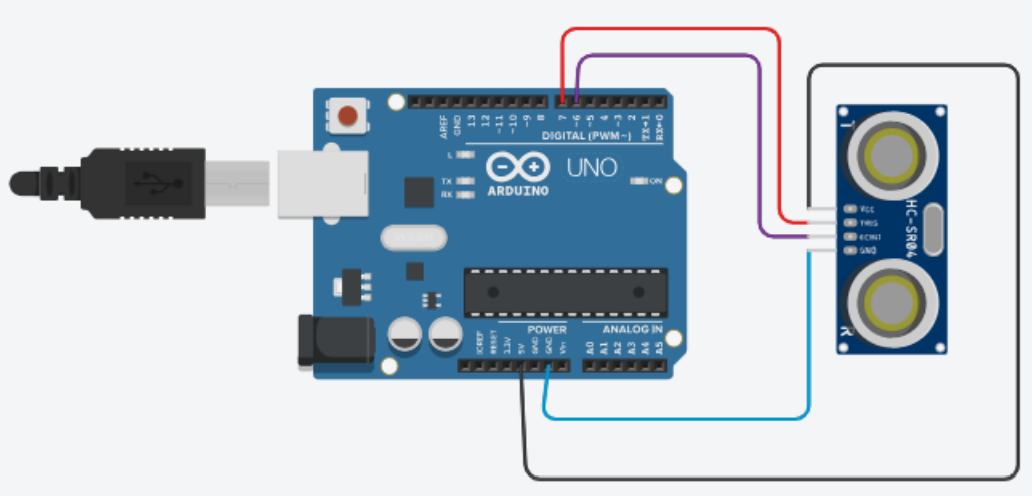 AREF
GND
13
12
~11
~10
~9
8
7
~6
~5
4
~3
2
TX→1
RX←0
DIGITAL (PWM~)
L
TX
RX
UNO
ARDUINO
ON
T
HC-SR04
Vcc
TRIG
ECHO
GND
R
POWER
ANALOG IN
IOREF
RESET
3.3V
5V
GND
GND
Vin
A0
A1
A2
A3
A4
A5